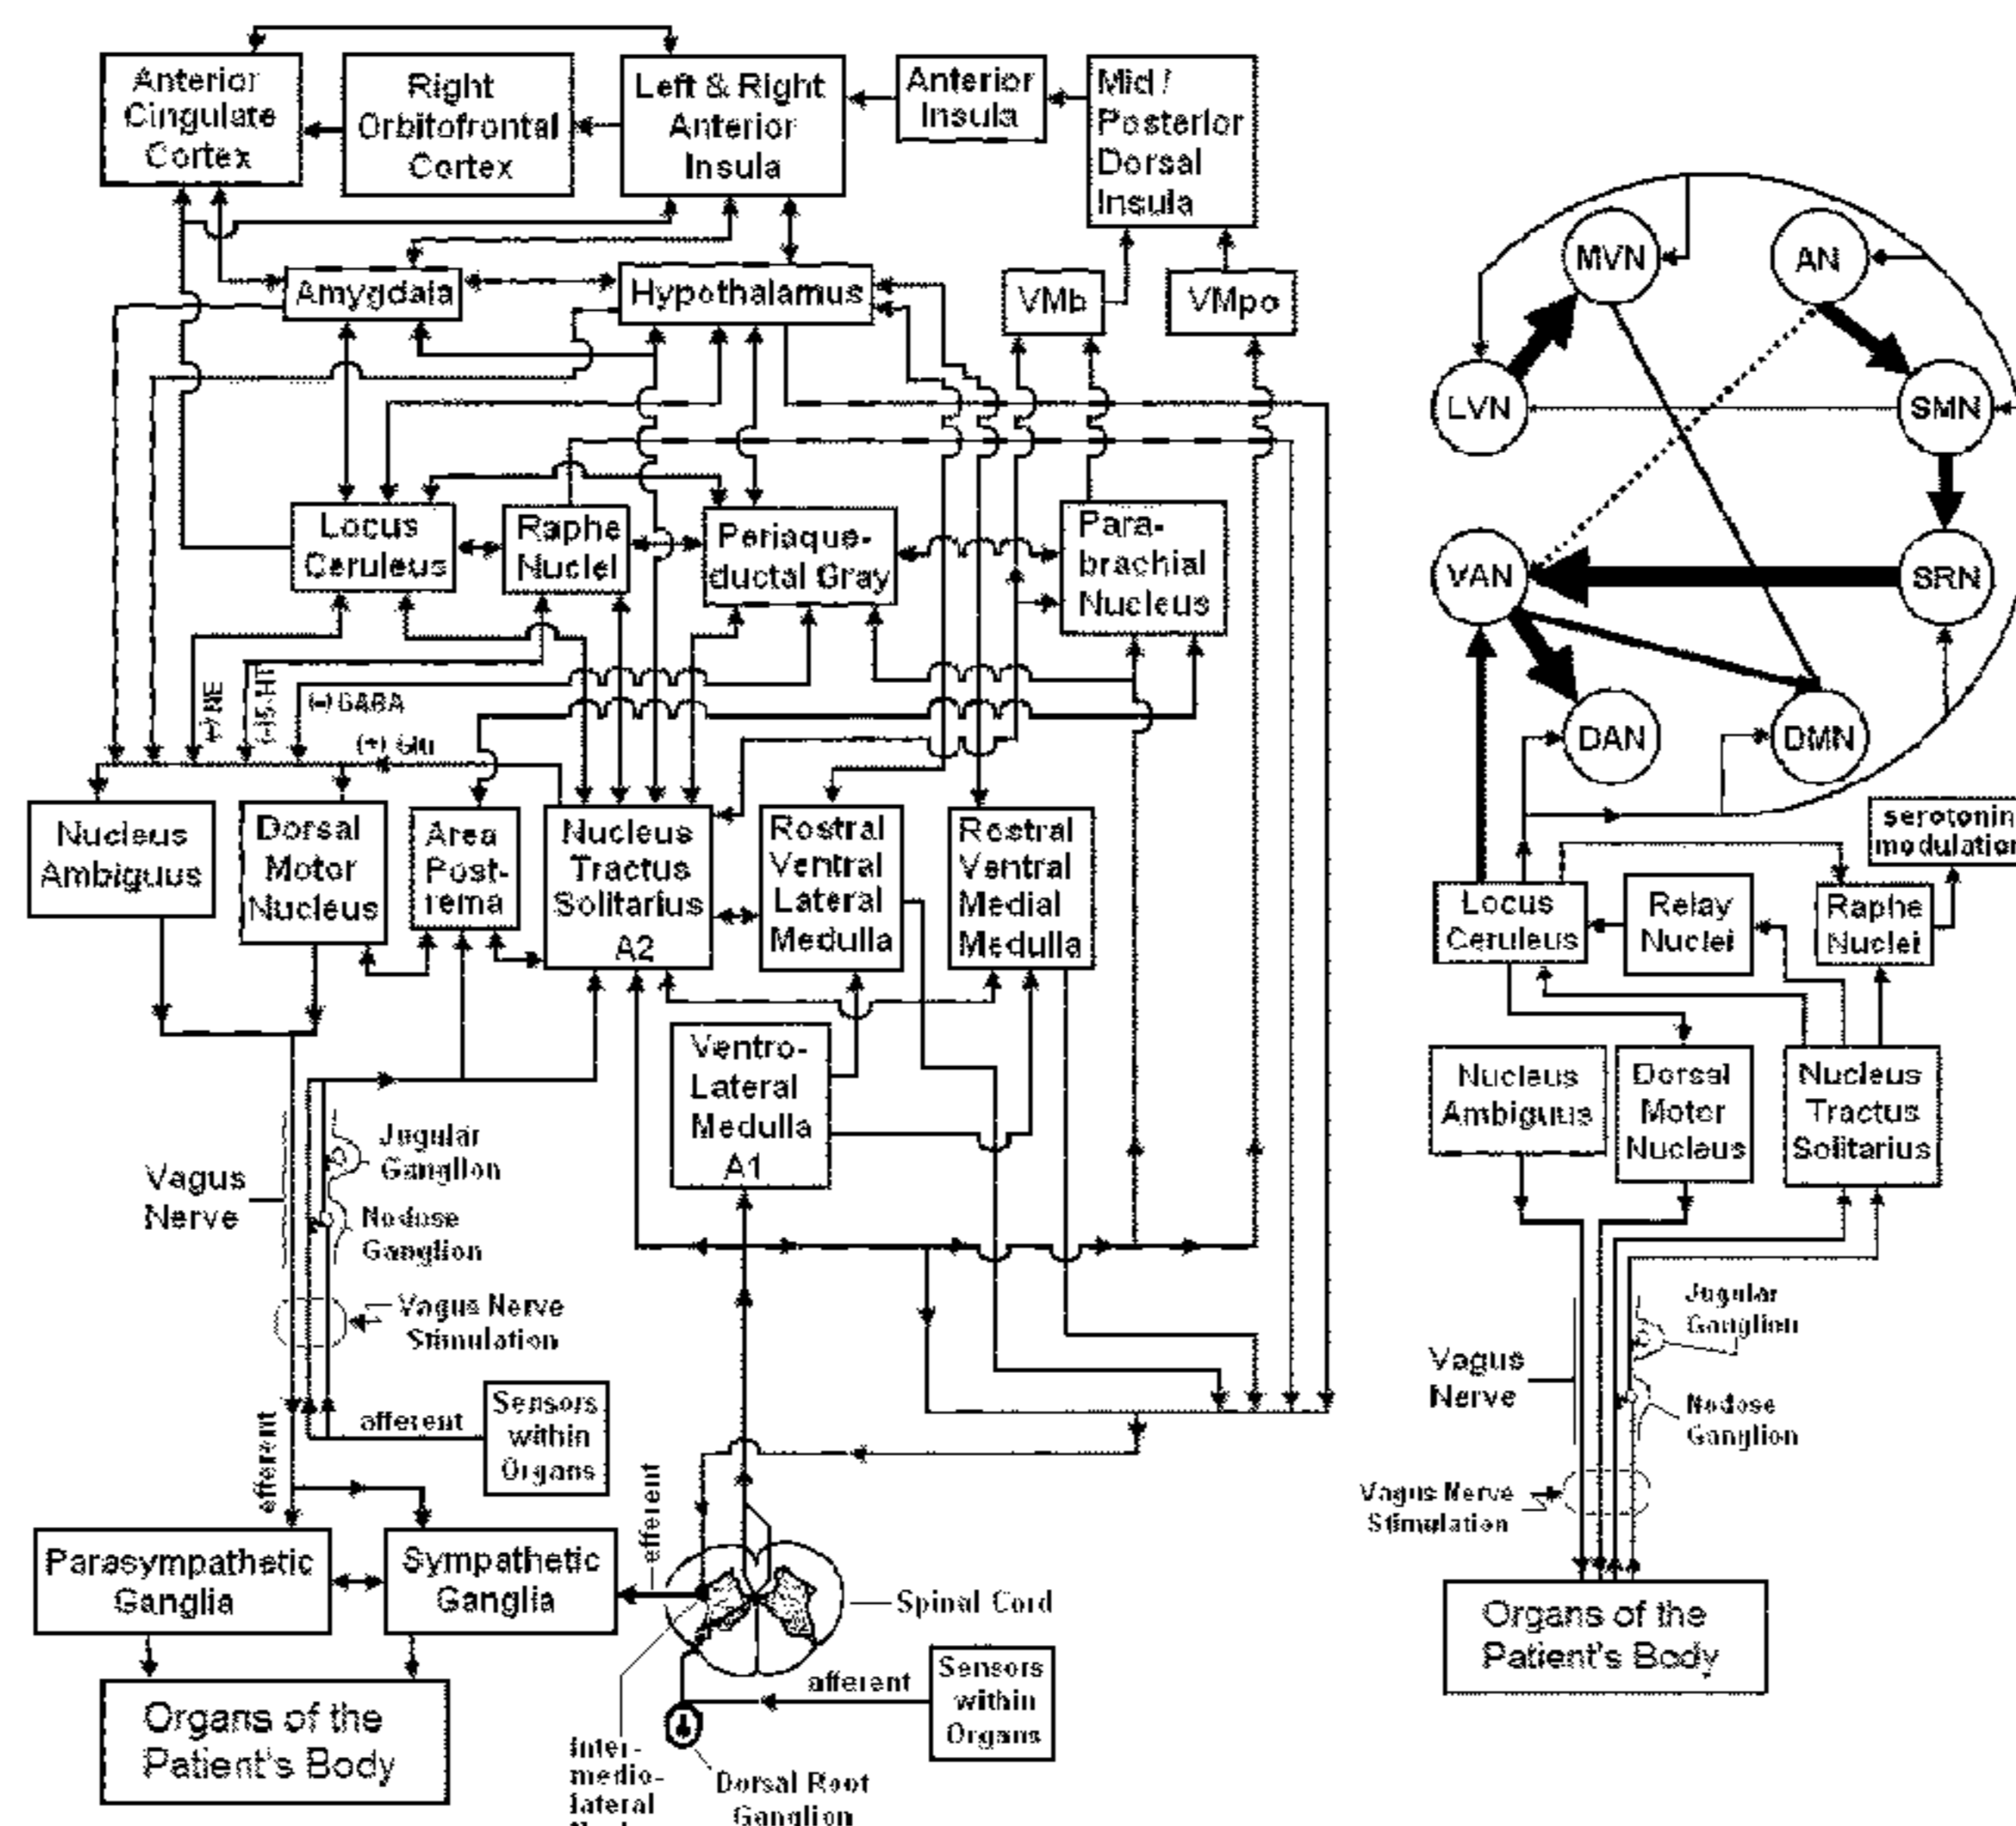 Anterior
Cingulate
Cortex
Right
Orbitofrontal
Cortex
Left & Right
Anterior
Insula
Anterior
Insula
Mid /
Posterior
Dorsal
Insula
Amygdala
Hypothalamus
VMb
VMpo
Locus
Ceruleus
Raphe
Nuclei
Periaque-
ductal Gray
Para-
brachial
Nucleus
(-) NE
(-) 5-HT
(-) GABA
(+) Glu
Nucleus
Ambiguus
Dorsal
Motor
Nucleus
Area
Post-
rema
Nucleus
Tractus
Solitarius
A2
Rostral
Ventral
Lateral
Medulla
Rostral
Ventral
Medial
Medulla
Ventro-
Lateral
Medulla
A1
Jugular
Ganglion
Vagus
Nerve
Nodose
Ganglion
Vagus Nerve
Stimulation
afferent
Sensors
within
Organs
efferent
efferent
Parasympathetic
Ganglia
Sympathetic
Ganglia
Spinal Cord
afferent
Sensors
within
Organs
Organs of the
Patient's Body
Inter-
medio-
lateral
Dorsal Root
Ganglion
MVN
AN
LVN
SMN
VAN
SRN
DAN
DMN
serotonin
modulation
Locus
Ceruleus
Relay
Nuclei
Raphe
Nuclei
Nucleus
Ambiguus
Dorsal
Motor
Nucleus
Nucleus
Tractus
Solitarius
Jugular
Ganglion
Vagus
Nerve
Nodose
Ganglion
Vagus Nerve
Stimulation
Organs of the
Patient's Body